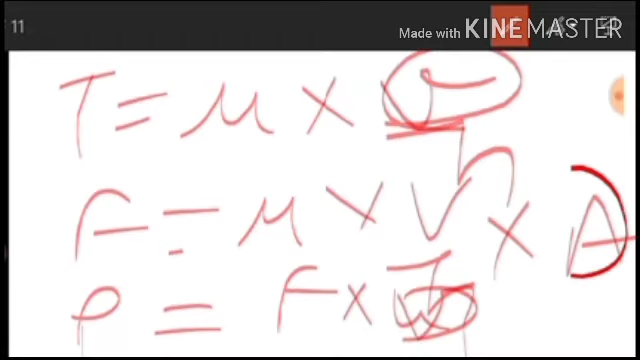 11
Made with KINEMASTER
T = μ × 
F = μ × V × A
P = F ×